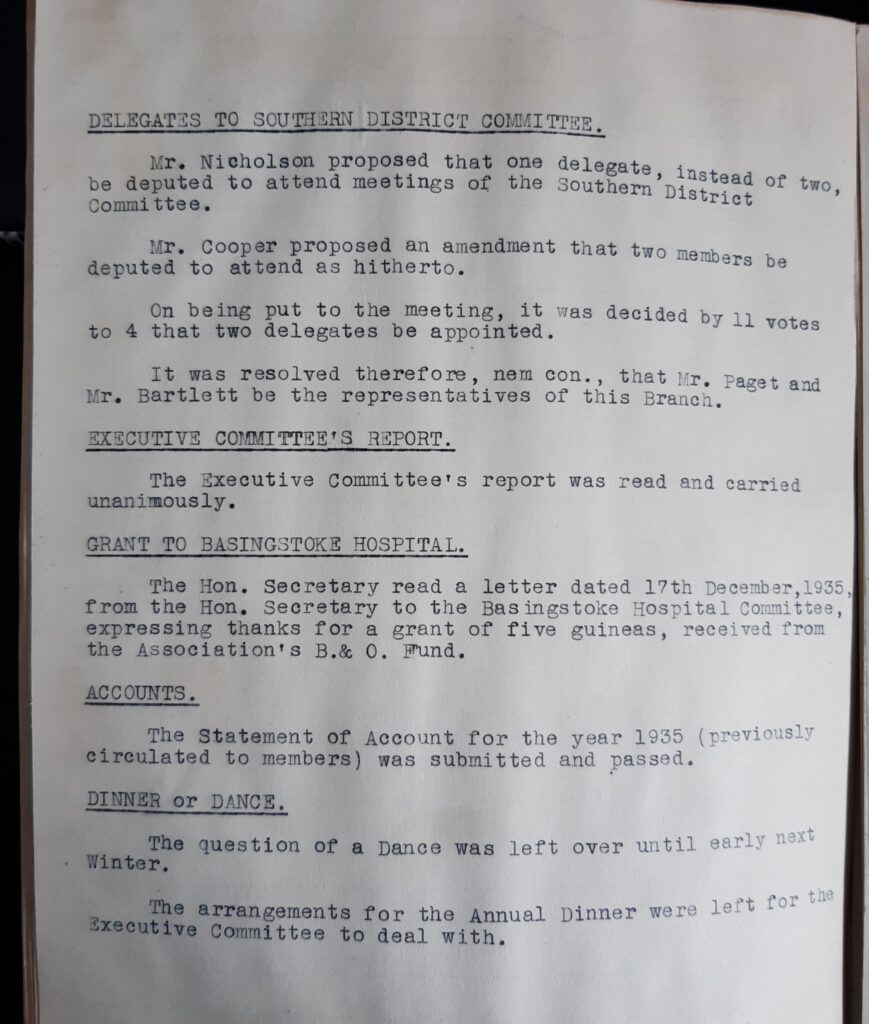 DELEGATES TO SOUTHERN DISTRICT COMMITTEE.
Mr. Nicholson proposed that one delegate, instead of two,
be deputed to attend meetings of the Southern District
Committee.
Mr. Cooper proposed an amendment that two members be
deputed to attend as hitherto.
On being put to the meeting, it was decided by 11 votes
to 4 that two delegates be appointed.
It was resolved therefore, nem con., that Mr. Paget and
Mr. Bartlett be the representatives of this Branch.
EXECUTIVE COMMITTEE'S REPORT.
The Executive Committee's report was read and carried
unanimously.
GRANT TO BASINGSTOKE HOSPITAL.
The Hon. Secretary read a letter dated 17th December,1935,
from the Hon. Secretary to the Basingstoke Hospital Committee,
expressing thanks for a grant of five guineas, received from
the Association's B.& O. Fund.
ACCOUNTS.
The Statement of Account for the year 1935 (previously
circulated to members) was submitted and passed.
DINNER or DANCE.
The question of a Dance was left over until early next
Winter.
The arrangements for the Annual Dinner were left for the
Executive Committee to deal with.